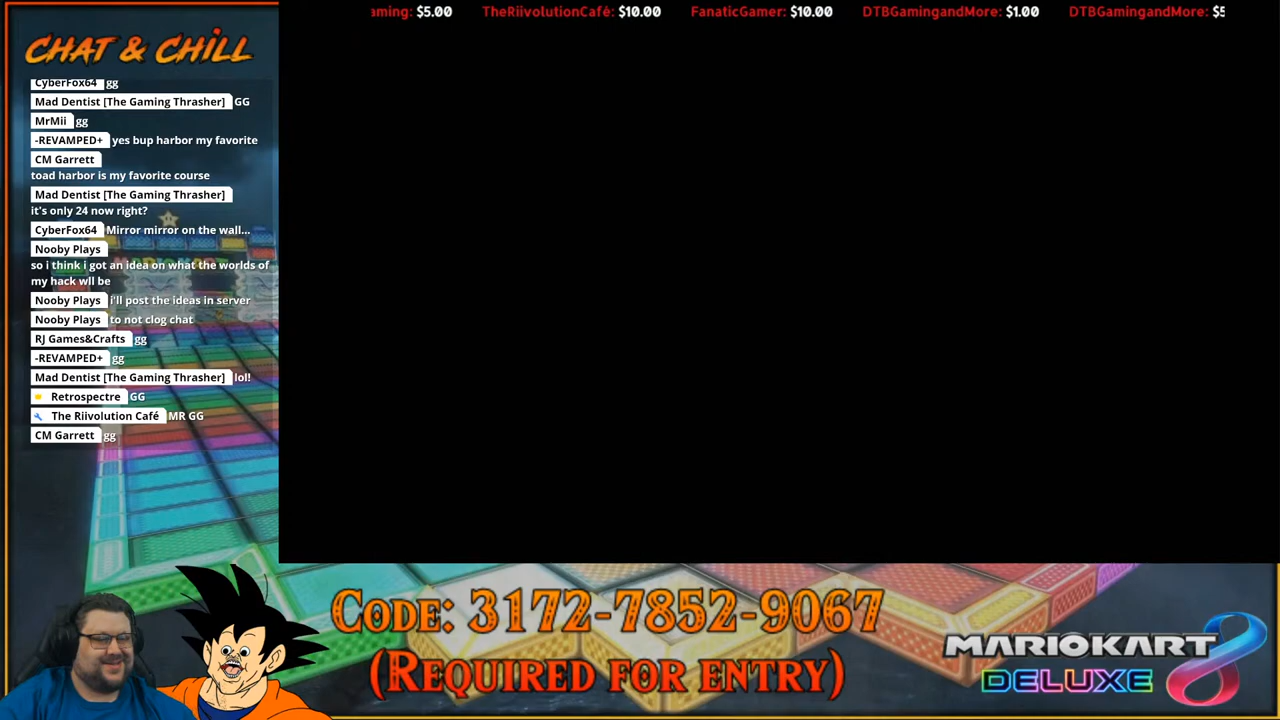 aming: $5.00 TheRiivolutionCafé: $10.00 FanaticGamer: $10.00 DTBGamingandMore: $1.00 DTBGamingandMore: $5
CHAT & CHILL
CyberFox64 gg
Mad Dentist [The Gaming Thrasher] GG
MrMii gg
-REVAMPED+ yes bup harbor my favorite
CM Garrett
toad harbor is my favorite course
Mad Dentist [The Gaming Thrasher]
it's only 24 now right?
CyberFox64 Mirror mirror on the wall...
Nooby Plays
so i think i got an idea on what the worlds of
my hack wll be
Nooby Plays i'll post the ideas in server
Nooby Plays to not clog chat
RJ Games&Crafts gg
-REVAMPED+ gg
Mad Dentist [The Gaming Thrasher] lol!
Retrospectre GG
The Riivolution Café MR GG
CM Garrett gg
Code: 3172-7852-9067
(Required for entry)
MARIOKART 8
DELUXE